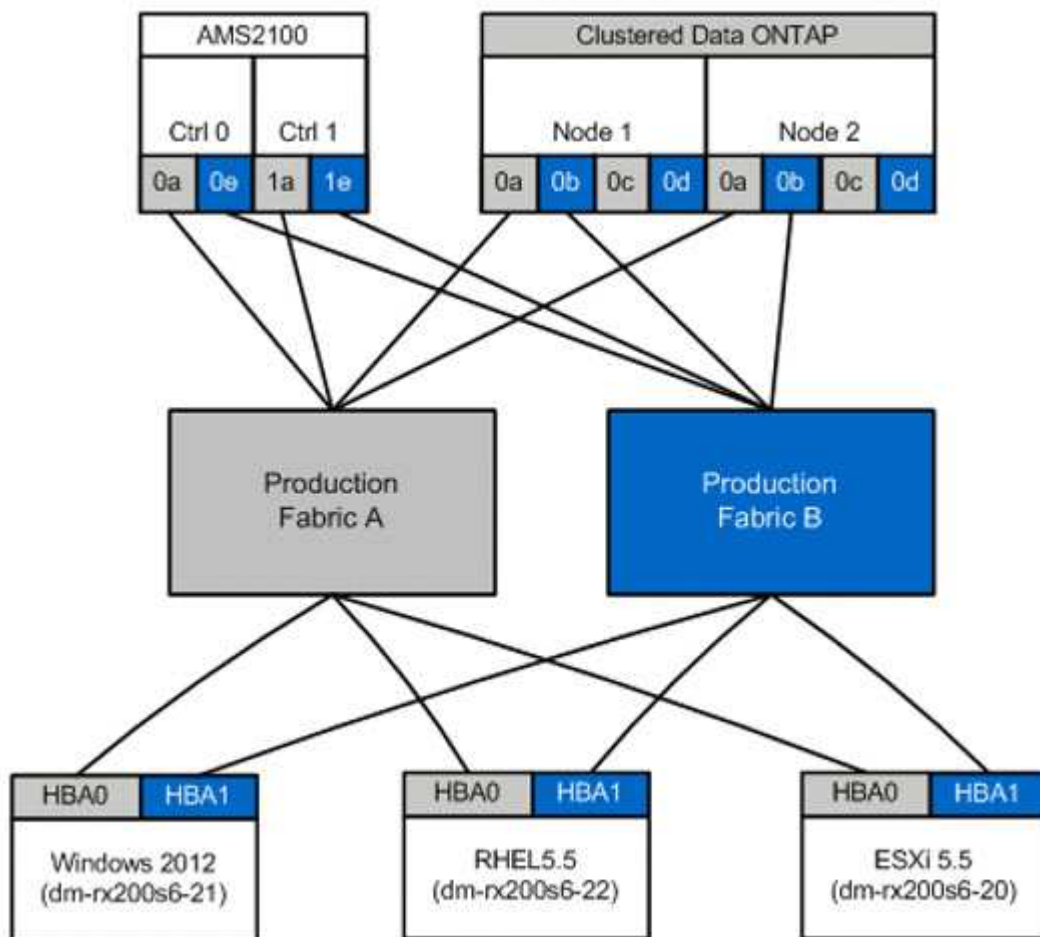 AMS2100
Clustered Data ONTAP
Ctrl 0
Ctrl 1
Node 1
Node 2
0a 0e 1a 1e
0a 0b 0c 0d 0a 0b 0c 0d
Production
Fabric A
Production
Fabric B
HBA0 HBA1
HBA0 HBA1
HBA0 HBA1
Windows 2012
(dm-rx200s6-21)
RHEL5.5
(dm-rx200s6-22)
ESXi 5.5
(dm-rx200s6-20)